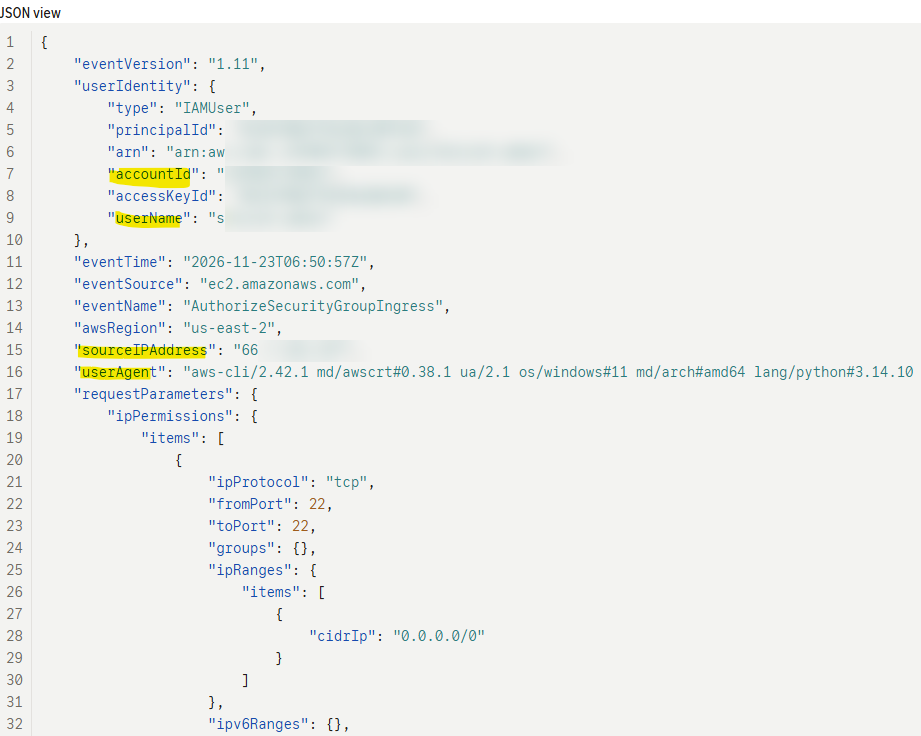 JSON view
1 {
2 "eventVersion": "1.11",
3 "userIdentity": {
4 "type": "IAMUser",
5 "principalId":
6 "arn": "arn:aw
7 "accountId": "
8 "accessKeyId":
9 "userName": "s
10 },
11 "eventTime": "2026-11-23T06:50:57Z",
12 "eventSource": "ec2.amazonaws.com",
13 "eventName": "AuthorizeSecurityGroupIngress",
14 "awsRegion": "us-east-2",
15 "sourceIPAddress": "66
16 "userAgent": "aws-cli/2.42.1 md/awscrt#0.38.1 ua/2.1 os/windows#11 md/arch#amd64 lang/python#3.14.10
17 "requestParameters": {
18 "ipPermissions": {
19 "items": [
20 {
21 "ipProtocol": "tcp",
22 "fromPort": 22,
23 "toPort": 22,
24 "groups": {},
25 "ipRanges": {
26 "items": [
27 {
28 "cidrIp": "0.0.0.0/0"
29 }
30 ]
31 },
32 "ipv6Ranges": {},